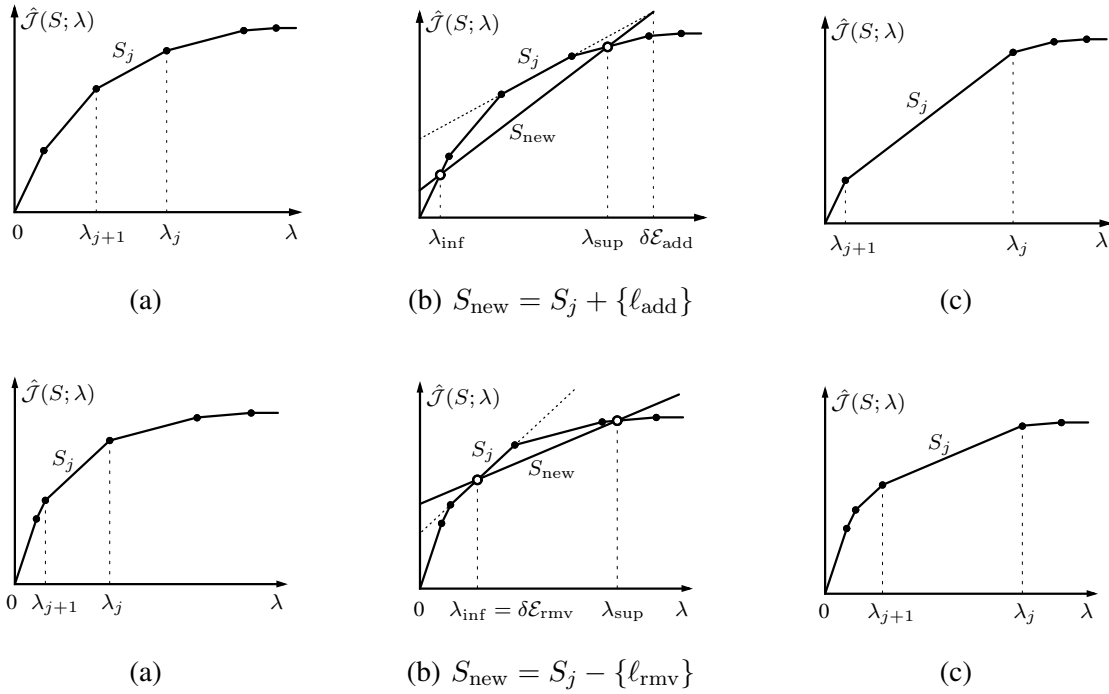 𝒥̂(S; λ)
S_j
0
λ_{j+1}
λ_j
λ
(a)
𝒥̂(S; λ)
S_j
S_new
λ_inf
λ_sup
δℰ_add
(b) S_new = S_j + {ℓ_add}
𝒥̂(S; λ)
S_j
λ_{j+1}
λ_j
λ
(c)
𝒥̂(S; λ)
S_j
0
λ_{j+1}
λ_j
λ
(a)
𝒥̂(S; λ)
S_j
S_new
0
λ_inf = δℰ_rmv
λ_sup
λ
(b) S_new = S_j − {ℓ_rmv}
𝒥̂(S; λ)
S_j
0
λ_{j+1}
λ_j
λ
(c)